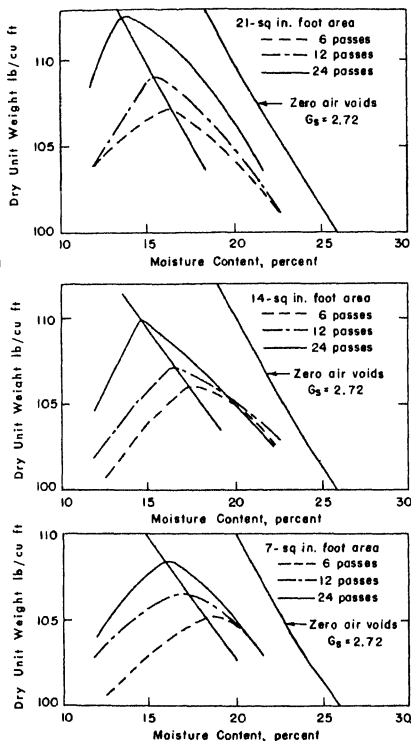 21-sq in. foot area
6 passes
12 passes
24 passes
Zero air voids
Gs = 2.72
110
105
100
Dry Unit Weight lb/cu ft
10 15 20 25 30
Moisture Content, percent
14-sq in. foot area
6 passes
12 passes
24 passes
Zero air voids
Gs = 2.72
110
105
100
Dry Unit Weight lb/cu ft
10 15 20 25 30
Moisture Content, percent
7-sq in. foot area
6 passes
12 passes
24 passes
Zero air voids
Gs = 2.72
110
105
100
Dry Unit Weight lb/cu ft
10 15 20 25 30
Moisture Content, percent